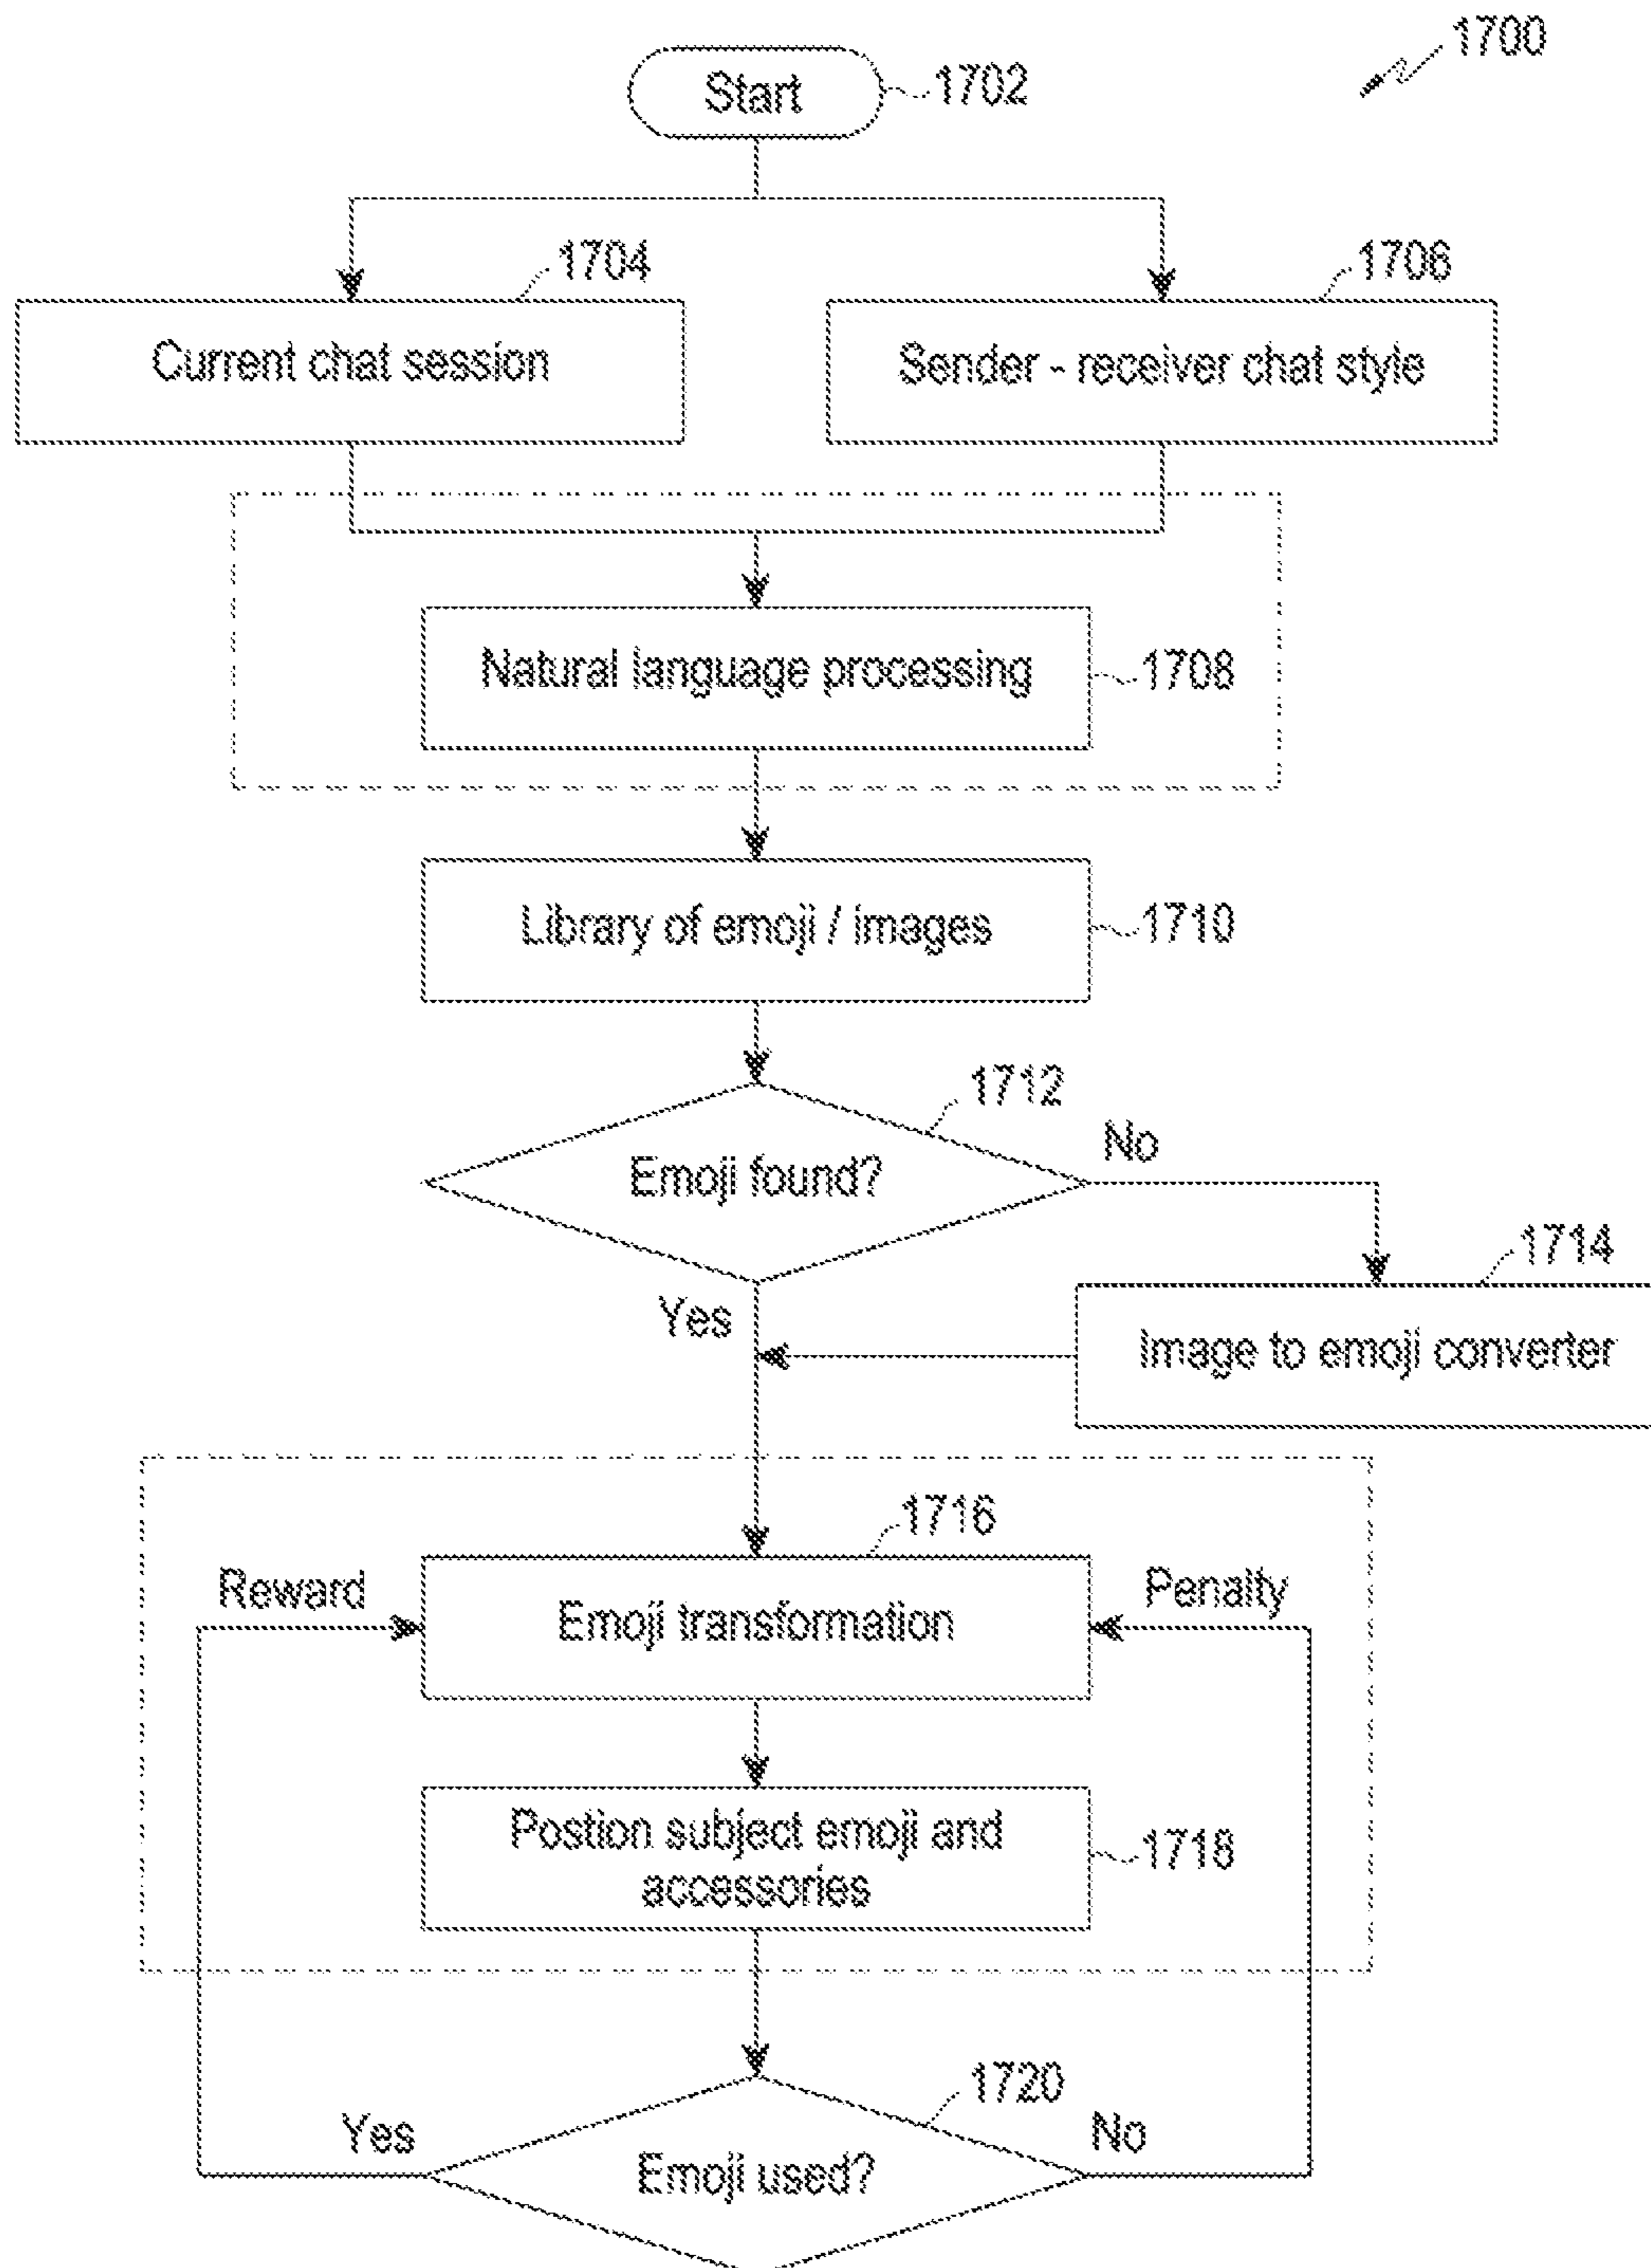 1700
Start
1702
1704
1706
Current chat session
Sender - receiver chat style
Natural language processing
1708
Library of emoji / images
1710
1712
Emoji found?
No
1714
Yes
Image to emoji converter
1716
Reward
Emoji transformation
Penalty
Postion subject emoji and
accessories
1718
1720
Yes
Emoji used?
No